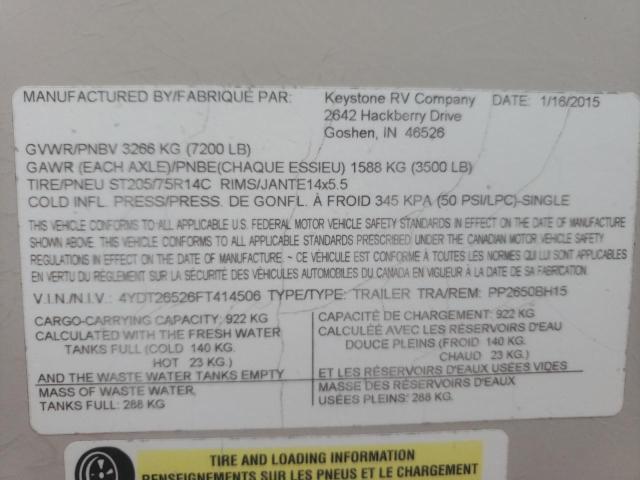 MANUFACTURED BY/FABRIQUÉ PAR: Keystone RV Company DATE: 1/16/2015
2642 Hackberry Drive
Goshen, IN 46526
GVWR/PNBV 3266 KG (7200 LB)
GAWR (EACH AXLE)/PNBE(CHAQUE ESSIEU) 1588 KG (3500 LB)
TIRE/PNEU ST205/75R14C RIMS/JANTE14x5.5
COLD INFL. PRESS/PRESS. DE GONFL. À FROID 345 KPA (50 PSI/LPC)-SINGLE
THIS VEHICLE CONFORMS TO ALL APPLICABLE U.S. FEDERAL MOTOR VEHICLE SAFETY STANDARDS IN EFFECT ON THE DATE OF MANUFACTURE
SHOWN ABOVE. THIS VEHICLE CONFORMS TO ALL APPLICABLE STANDARDS PRESCRIBED UNDER THE CANADIAN MOTOR VEHICLE SAFETY
REGULATIONS IN EFFECT ON THE DATE OF MANUFACTURE. ~ CE VÉHICULE EST CONFORME À TOUTES LES NORMES QUI LUI SONT APPLICABLES
EN VERTU DU RÈGLEMENT SUR LA SÉCURITÉ DES VÉHICULES AUTOMOBILES DU CANADA EN VIGUEUR À LA DATE DE SA FABRICATION.
V.I.N./N.I.V.: 4YDT26526FT414506 TYPE/TYPE: TRAILER TRA/REM: PP2650BH15
CARGO-CARRYING CAPACITY: 922 KG
CALCULATED WITH THE FRESH WATER
TANKS FULL (COLD 140 KG.
HOT 23 KG.)
AND THE WASTE WATER TANKS EMPTY
MASS OF WASTE WATER,
TANKS FULL: 288 KG
CAPACITÉ DE CHARGEMENT: 922 KG
CALCULÉE AVEC LES RÉSERVOIRS D'EAU
DOUCE PLEINS (FROID 140 KG.
CHAUD 23 KG.)
ET LES RÉSERVOIRS D'EAUX USÉES VIDES
MASSE DES RÉSERVOIRS D'EAUX
USÉES PLEINS: 288 KG.
TIRE AND LOADING INFORMATION
RENSEIGNEMENTS SUR LES PNEUS ET LE CHARGEMENT